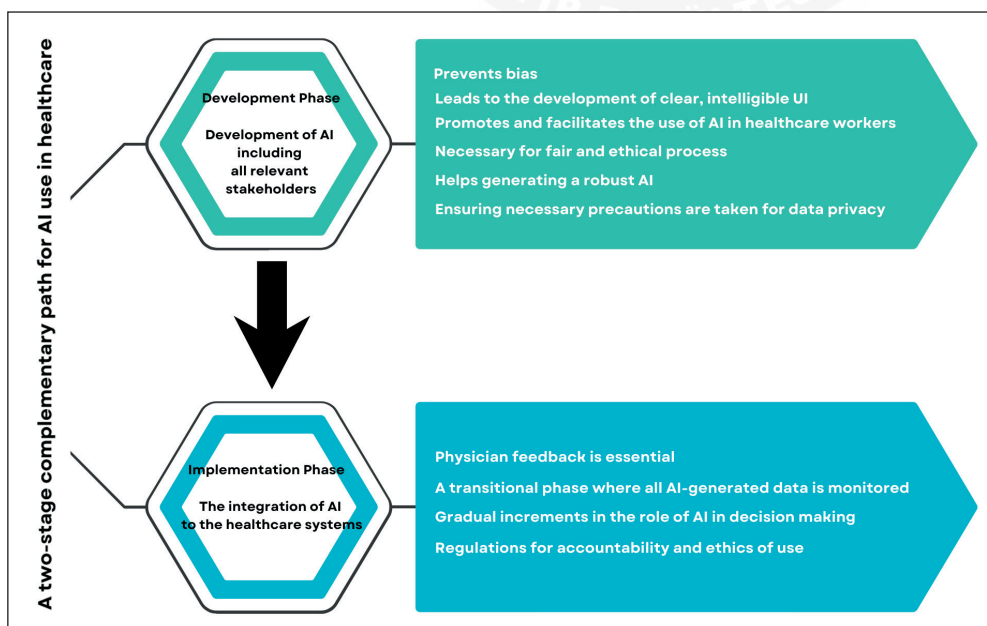 A two-stage complementary path for AI use in healthcare
Development Phase
Development of AI
including
all relevant
stakeholders
Prevents bias
Leads to the development of clear, intelligible UI
Promotes and facilitates the use of AI in healthcare workers
Necessary for fair and ethical process
Helps generating a robust AI
Ensuring necessary precautions are taken for data privacy
Implementation Phase
The integration of AI
to the healthcare systems
Physician feedback is essential
A transitional phase where all AI-generated data is monitored
Gradual increments in the role of AI in decision making
Regulations for accountability and ethics of use